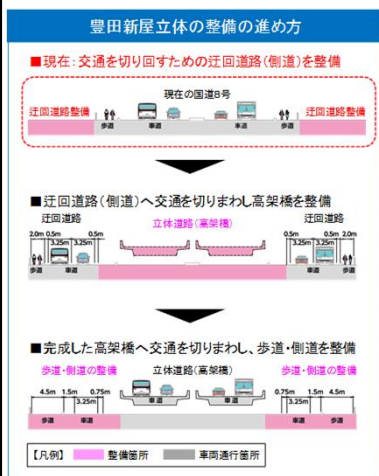 豊田新屋立体の整備の進め方
■現在:交通を切り回すための迂回道路(側道)を整備
現在の国道8号
迂回道路整備
迂回道路整備
歩道
車道
車道
歩道
■迂回道路(側道)へ交通を切りまわし高架橋を整備
迂回道路
立体道路(高架橋)
迂回道路
2.0m 0.5m 0.5m
0.5m 0.5m 2.0m
3.25m 3.25m
3.25m 3.25m
歩道
車道
車道
歩道
■完成した高架橋へ交通を切りまわし、歩道・側道を整備
歩道・側道の整備
立体道路(高架橋)
歩道・側道の整備
4.5m 1.5m 0.75m
0.75m 1.5m 4.5m
3.25m
3.25m
車道
車道
歩道
車道
車道
歩道
【凡例】 整備箇所 車両通行箇所